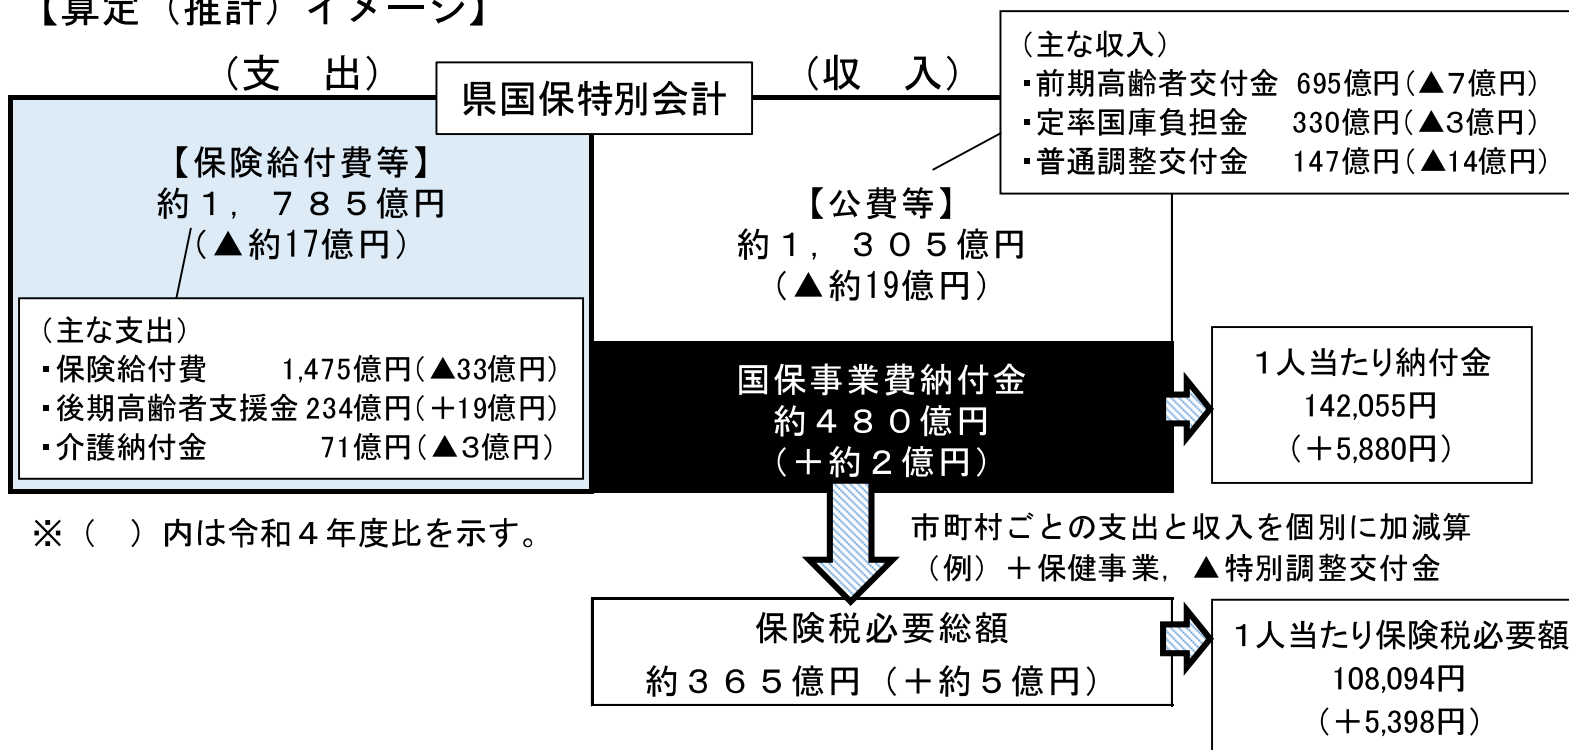 【算定（推計）イメージ】
（支　出）
県国保特別会計
（収　入）
（主な収入）
・前期高齢者交付金 695億円（▲7億円）
・定率国庫負担金 330億円（▲3億円）
・普通調整交付金 147億円（▲14億円）
【保険給付費等】
約１，７８５億円
（▲約17億円）
【公費等】
約１，３０５億円
（▲約19億円）
（主な支出）
・保険給付費 1,475億円（▲33億円）
・後期高齢者支援金 234億円（＋19億円）
・介護納付金 71億円（▲3億円）
国保事業費納付金
約４８０億円
（＋約２億円）
１人当たり納付金
142,055円
（＋5,880円）
※（　）内は令和４年度比を示す。
市町村ごとの支出と収入を個別に加減算
（例）＋保健事業，▲特別調整交付金
保険税必要総額
約３６５億円（＋約５億円）
１人当たり保険税必要額
108,094円
（＋5,398円）